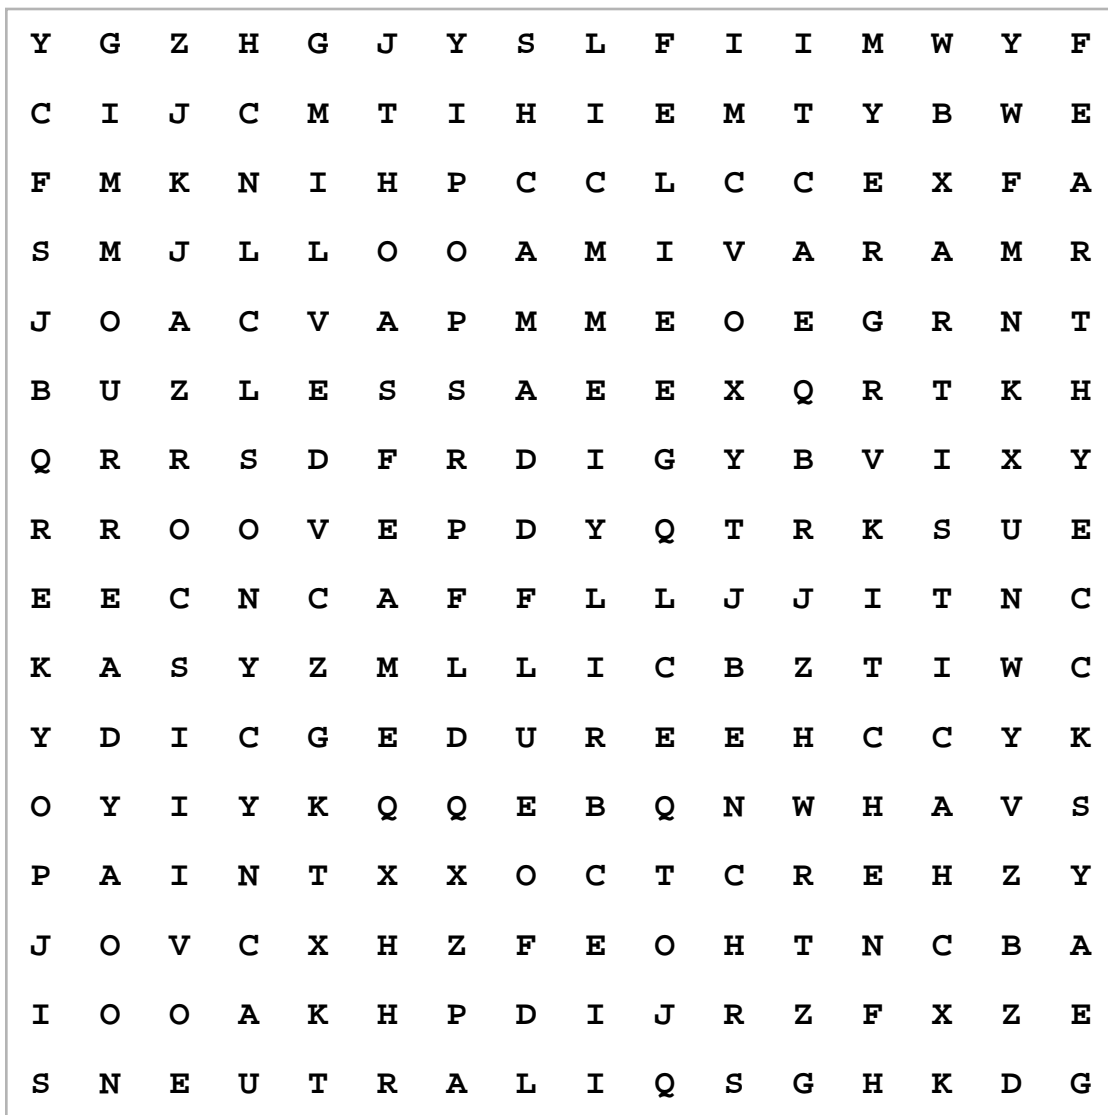 Y G Z H G J Y S L F I I M W Y F
C I J C M T I H I E M T Y B W E
F M K N I H P C C L C C E X F A
S M J L L O O A M I V A R A M R
J O A C V A P M M E O E G R N T
B U Z L E S S A E E X Q R T K H
Q R R S D F R D I G Y B V I X Y
R R O O V E P D Y Q T R K S U E
E E C N C A F F L L J J I T N C
K A S Y Z M L L I C B Z T I W C
Y D I C G E D U R E E H C C Y K
O Y I Y K Q Q E B Q N W H A V S
P A I N T X X O C T C R E H Z Y
J O V C X H Z F E O H T N C B A
I O O A K H P D I J R Z F X Z E
S N E U T R A L I Q S G H K D G